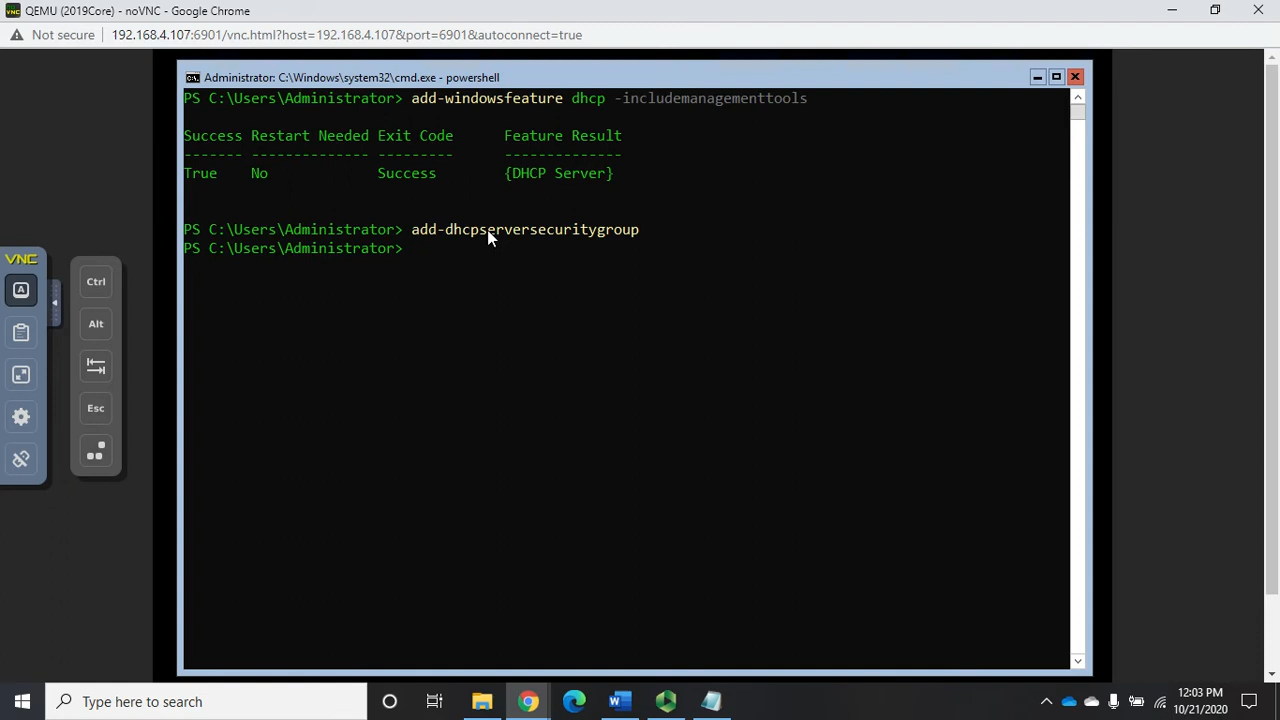 QEMU (2019Core) - noVNC - Google Chrome
Not secure 192.168.4.107:6901/vnc.html?host=192.168.4.107&port=6901&autoconnect=true
Administrator: C:\Windows\system32\cmd.exe - powershell
PS C:\Users\Administrator> add-windowsfeature dhcp -includemanagementtools
Success Restart Needed Exit Code Feature Result
------- -------------- --------- --------------
True No Success {DHCP Server}
PS C:\Users\Administrator> add-dhcpserversecuritygroup
PS C:\Users\Administrator>
VNC
A
Ctrl
Alt
Esc
Type here to search
12:03 PM
10/21/2020